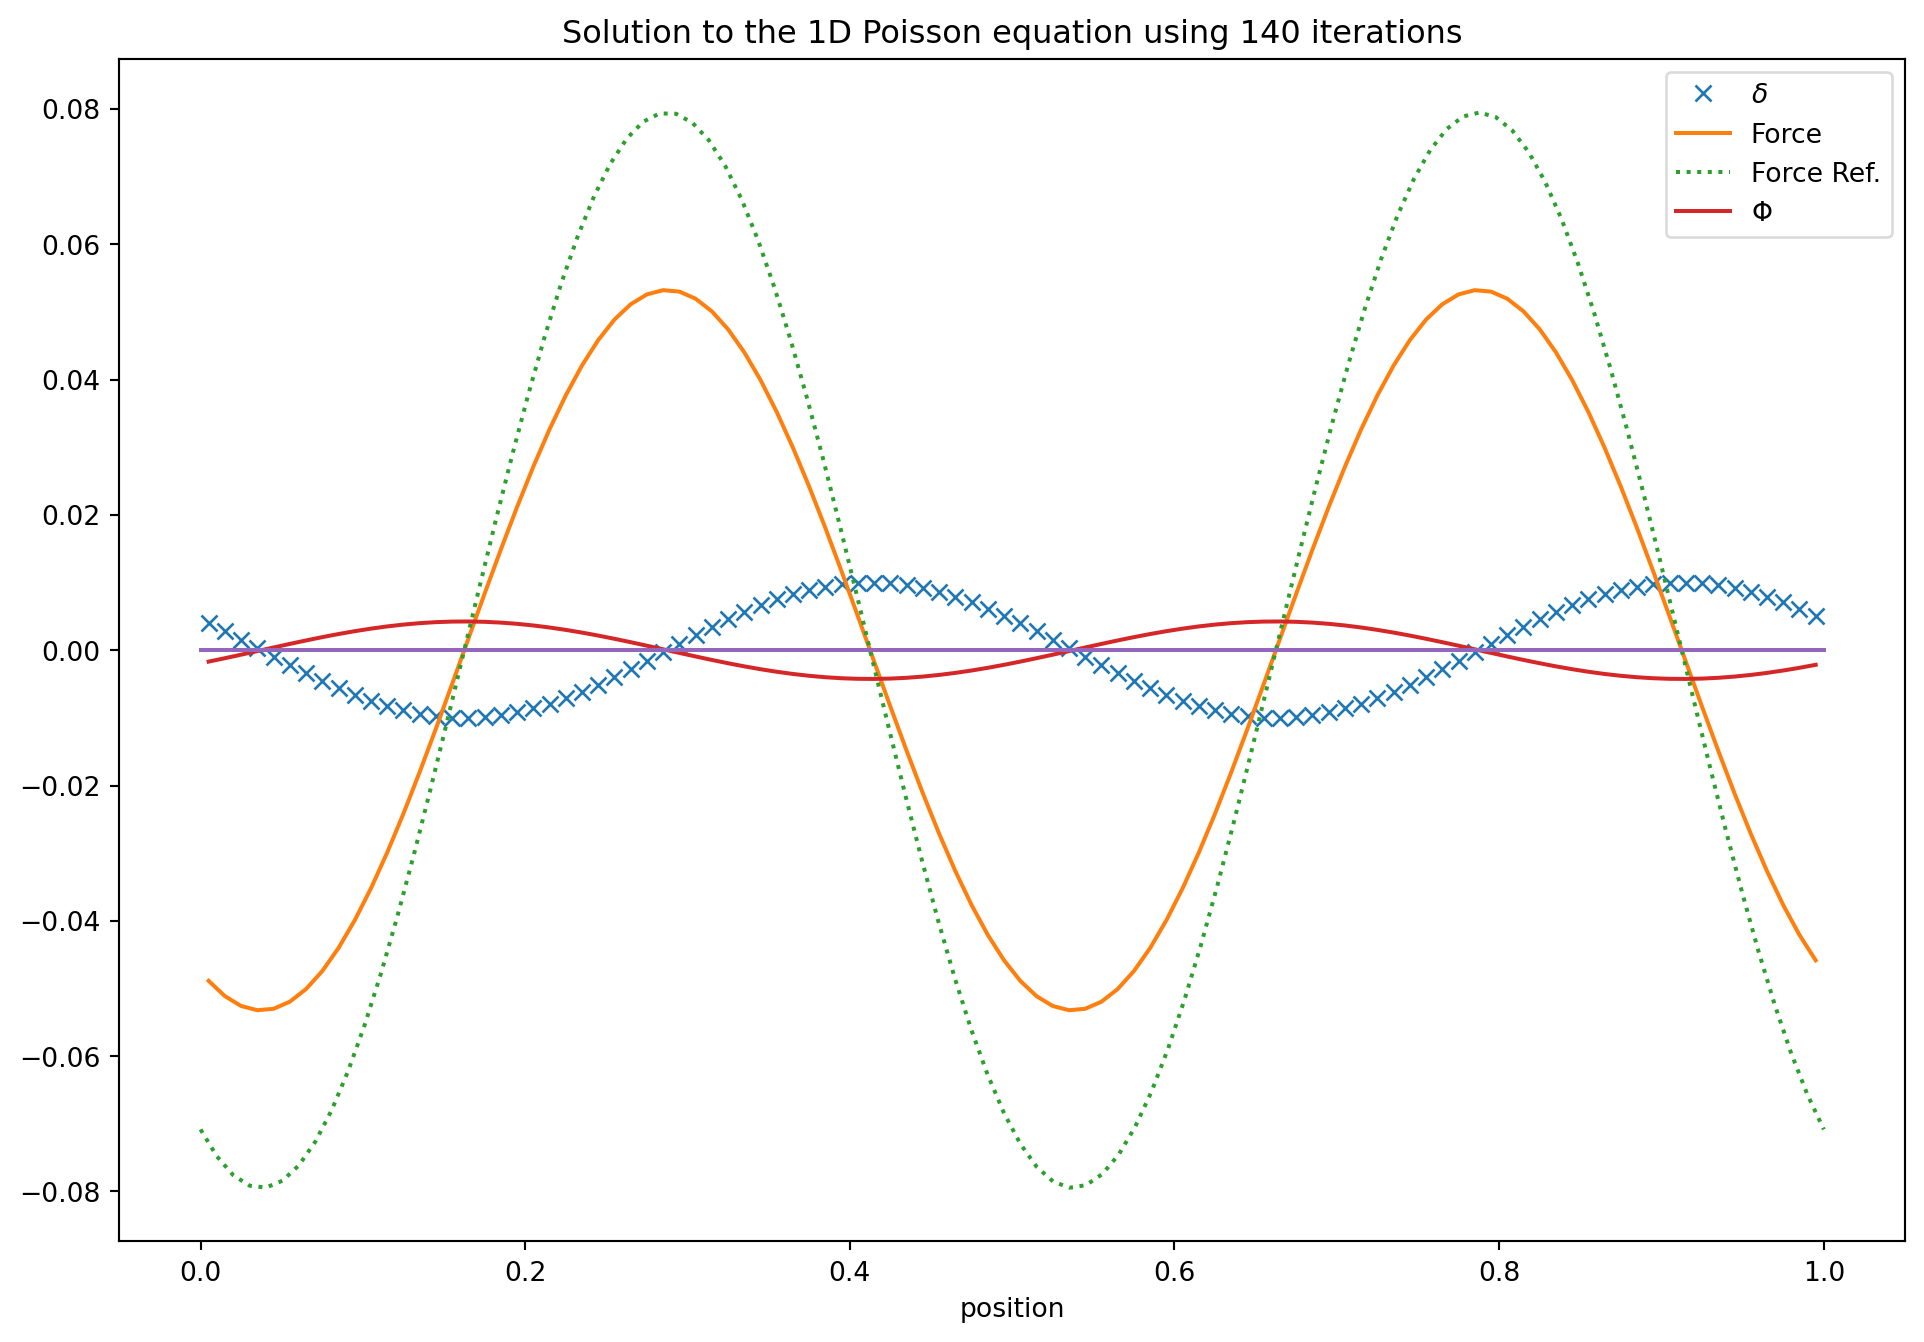 Solution to the 1D Poisson equation using 140 iterations
δ
Force
Force Ref.
Φ
0.08
0.06
0.04
0.02
0.00
−0.02
−0.04
−0.06
−0.08
0.0 0.2 0.4 0.6 0.8 1.0
position